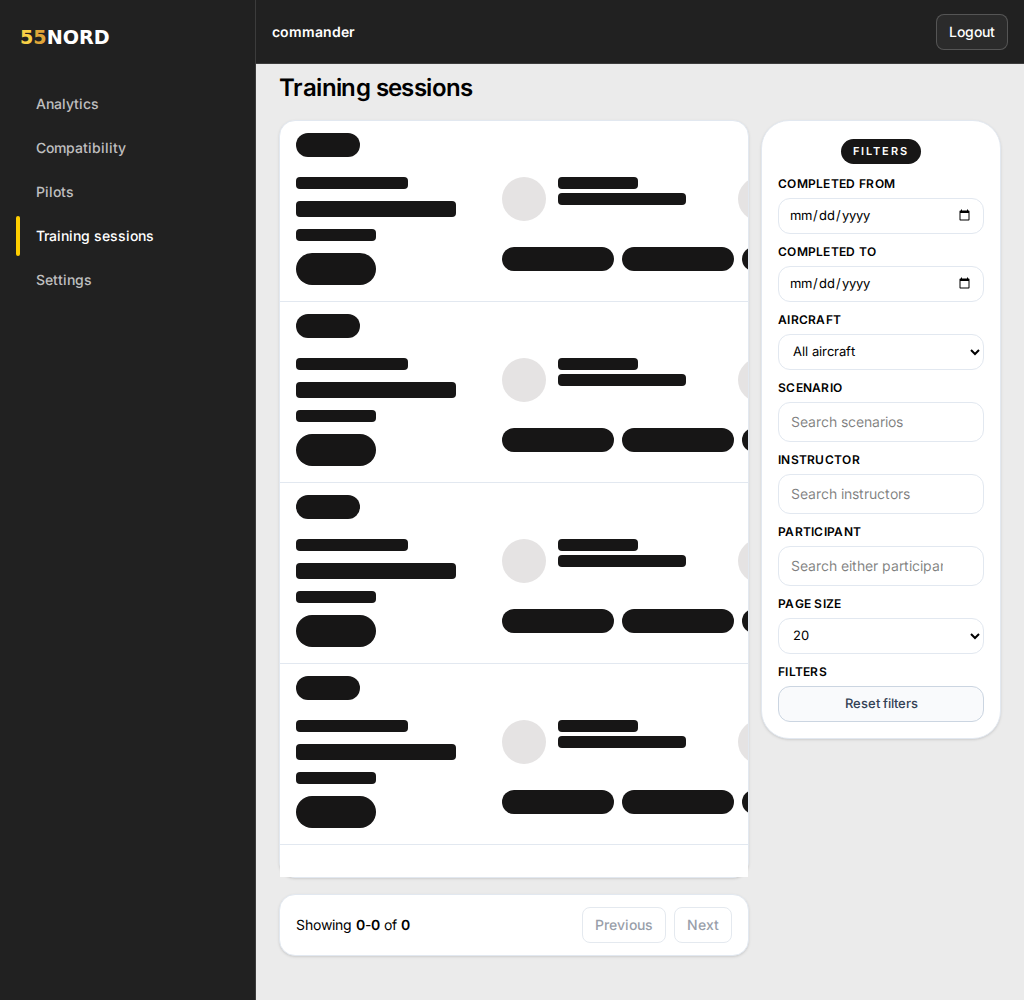 55NORD
commander
Logout
Analytics
Compatibility
Pilots
Training sessions
Settings
Training sessions
FILTERS
COMPLETED FROM
mm/dd/yyyy
COMPLETED TO
mm/dd/yyyy
AIRCRAFT
All aircraft
SCENARIO
Search scenarios
INSTRUCTOR
Search instructors
PARTICIPANT
Search either participar
PAGE SIZE
20
FILTERS
Reset filters
Showing 0-0 of 0
Previous
Next